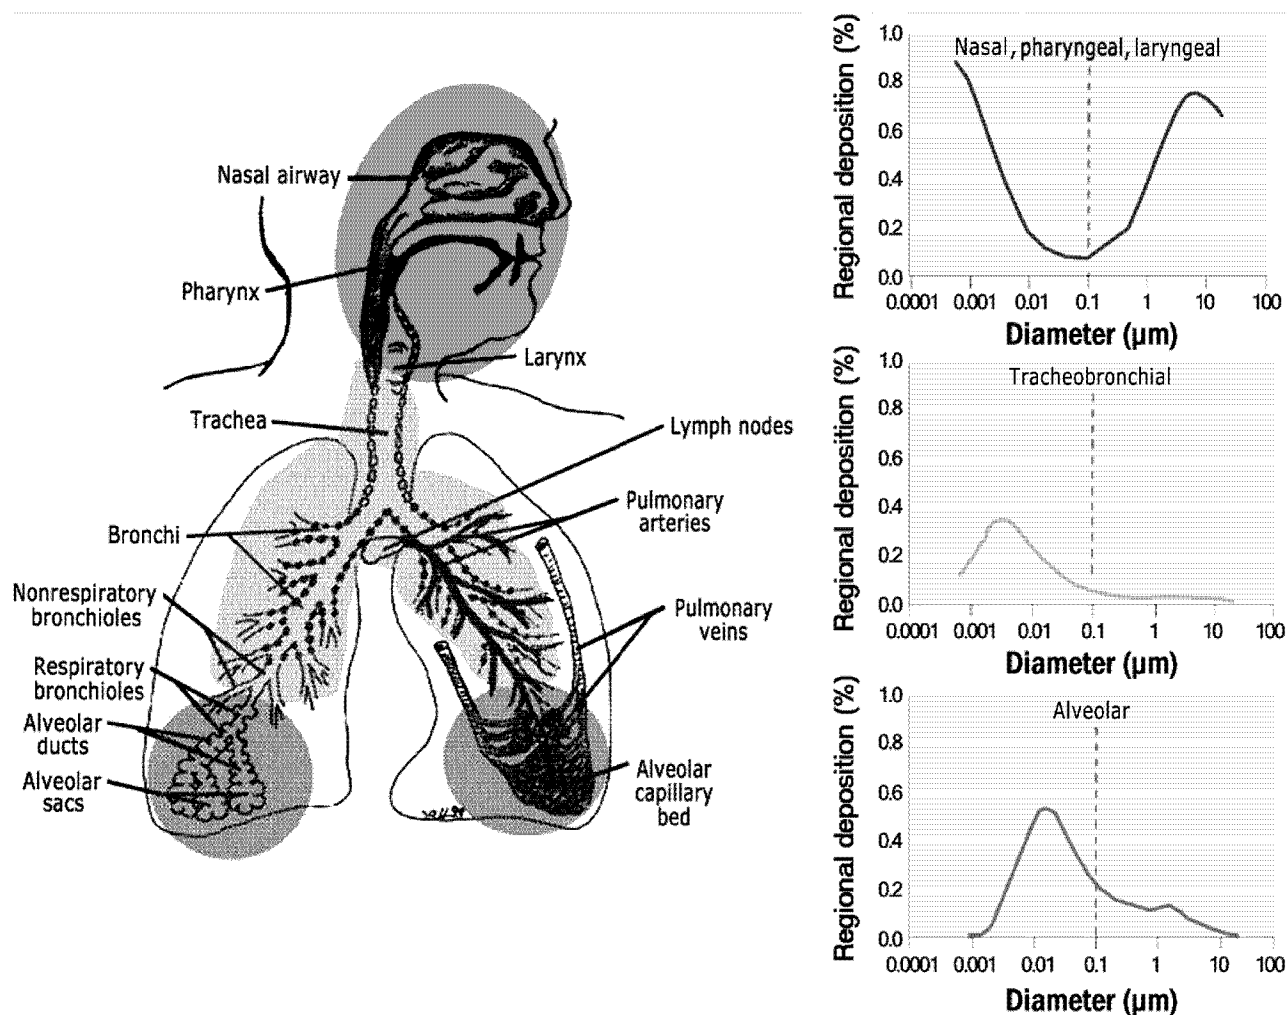 Nasal airway
Pharynx
Larynx
Trachea
Lymph nodes
Pulmonary
arteries
Bronchi
Nonrespiratory
bronchioles
Pulmonary
veins
Respiratory
bronchioles
Alveolar
ducts
Alveolar
sacs
Alveolar
capillary
bed
Regional deposition (%)
1.0
Nasal, pharyngeal, laryngeal
0.8
0.6
0.4
0.2
0.0
0.0001 0.001 0.01 0.1 1 10 100
Diameter (µm)
Regional deposition (%)
1.0
Tracheobronchial
0.8
0.6
0.4
0.2
0.0
0.0001 0.001 0.01 0.1 1 10 100
Diameter (µm)
Regional deposition (%)
1.0
Alveolar
0.8
0.6
0.4
0.2
0.0
0.0001 0.001 0.01 0.1 1 10 100
Diameter (µm)